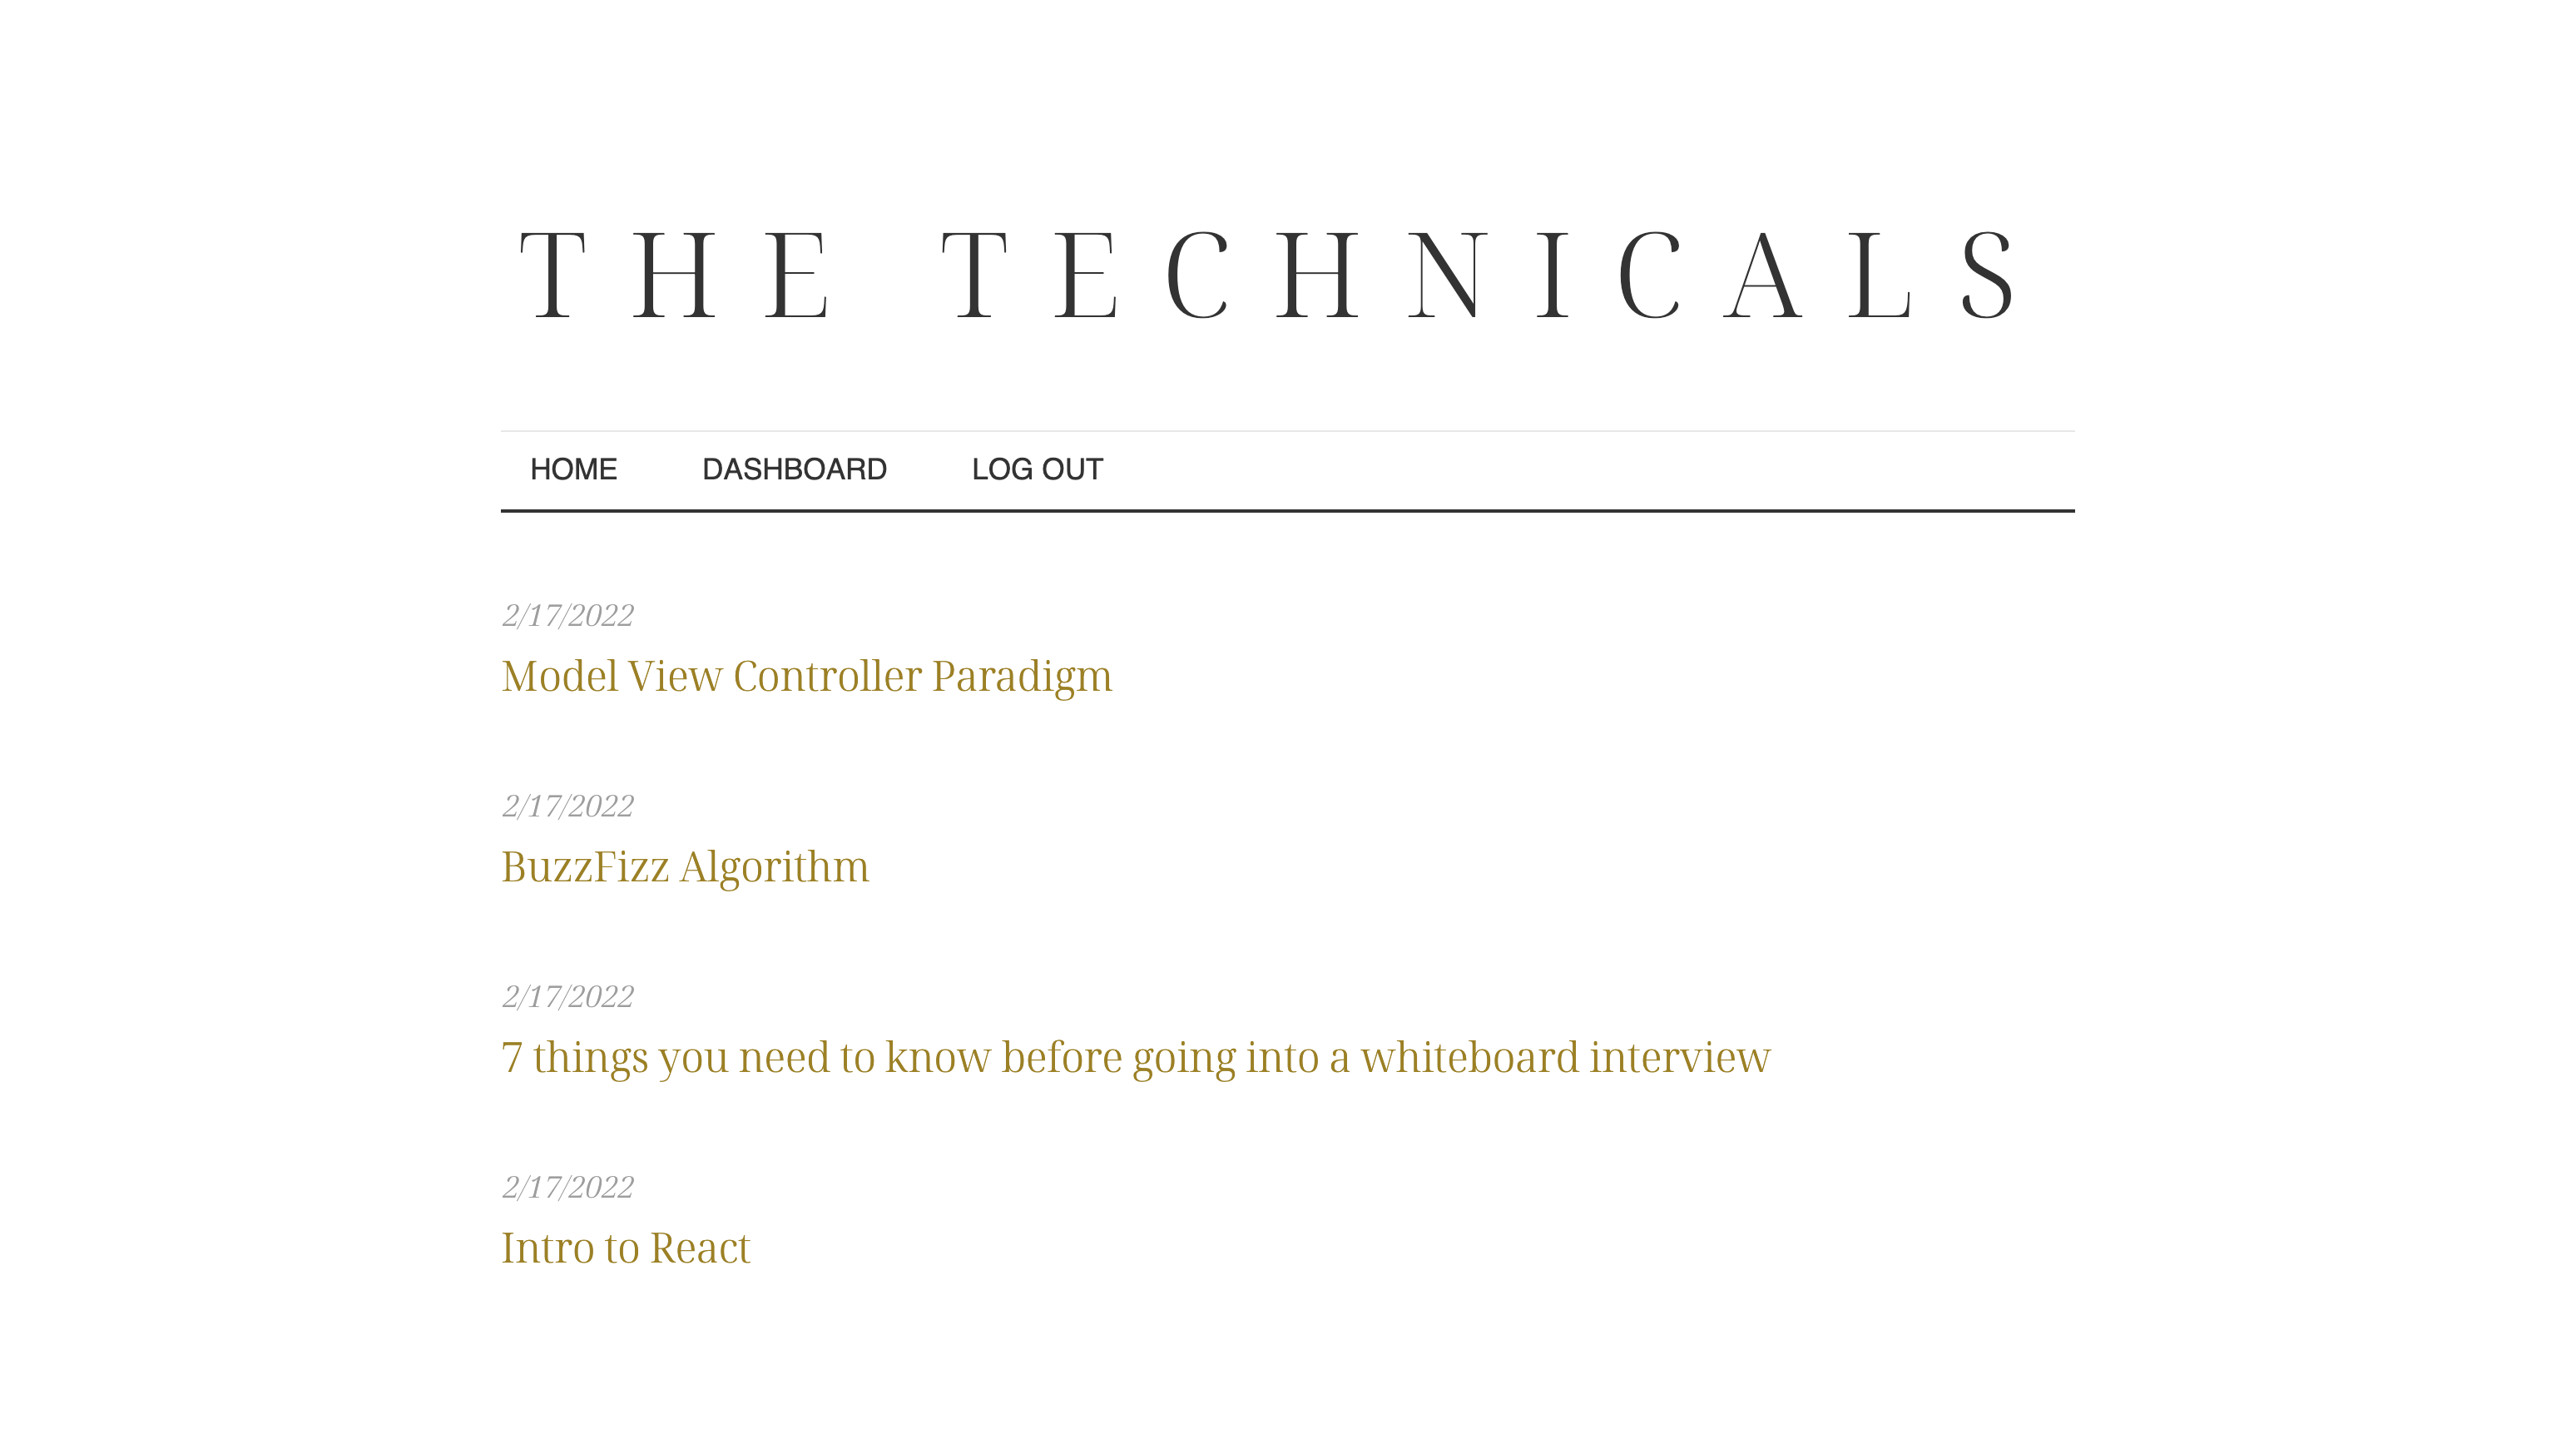 THE TECHNICALS
HOME DASHBOARD LOG OUT
2/17/2022
Model View Controller Paradigm
2/17/2022
BuzzFizz Algorithm
2/17/2022
7 things you need to know before going into a whiteboard interview
2/17/2022
Intro to React